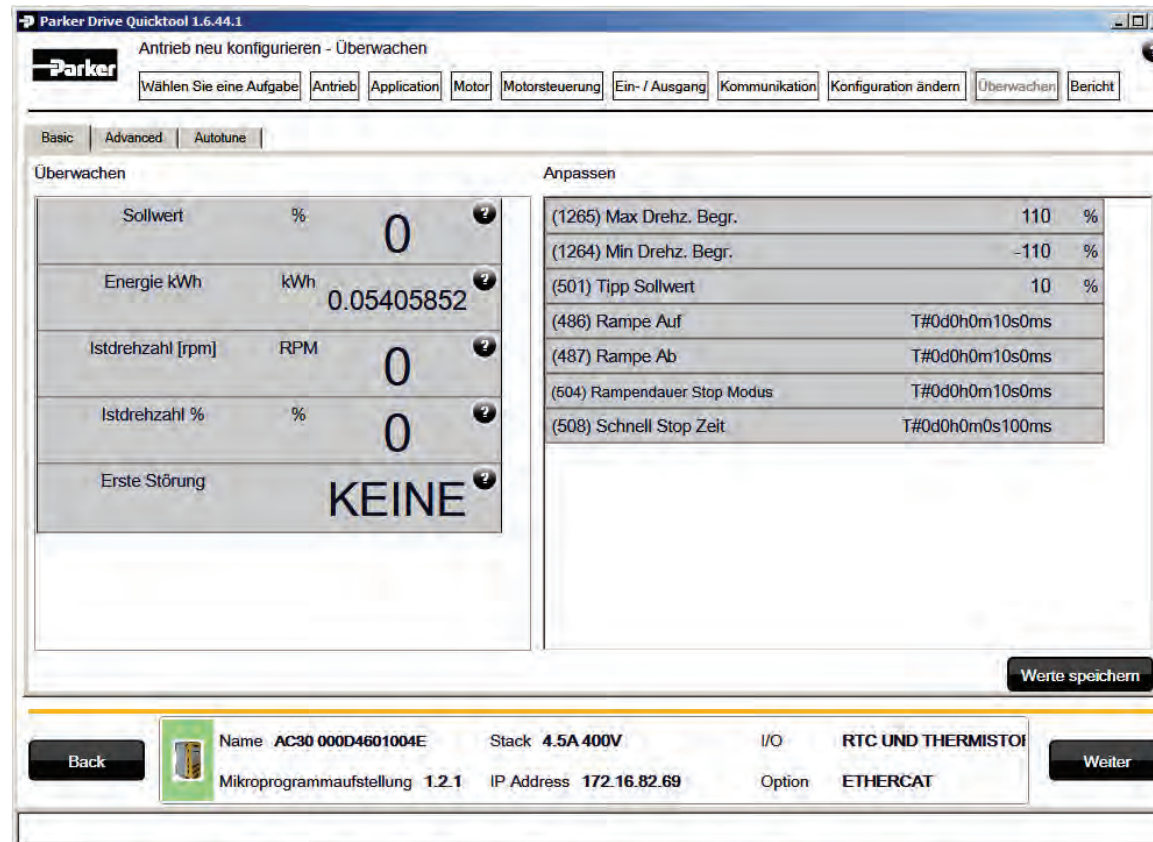 Parker Drive Quicktool 1.6.44.1
Antrieb neu konfigurieren - Überwachen
Parker
Wählen Sie eine Aufgabe Antrieb Application Motor Motorsteuerung Ein- / Ausgang Kommunikation Konfiguration ändern Überwachen Bericht
Basic Advanced Autotune
Überwachen
Sollwert % 0 ?
Energie kWh kWh 0.05405852 ?
Istdrehzahl [rpm] RPM 0 ?
Istdrehzahl % % 0 ?
Erste Störung KEINE ?
Anpassen
(1265) Max Drehz. Begr. 110 %
(1264) Min Drehz. Begr. -110 %
(501) Tipp Sollwert 10 %
(486) Rampe Auf T#0d0h0m10s0ms
(487) Rampe Ab T#0d0h0m10s0ms
(504) Rampendauer Stop Modus T#0d0h0m10s0ms
(508) Schnell Stop Zeit T#0d0h0m0s100ms
Werte speichern
Back
Name AC30 000D4601004E Stack 4.5A 400V I/O RTC UND THERMISTOR
Mikroprogrammaufstellung 1.2.1 IP Address 172.16.82.69 Option ETHERCAT
Weiter